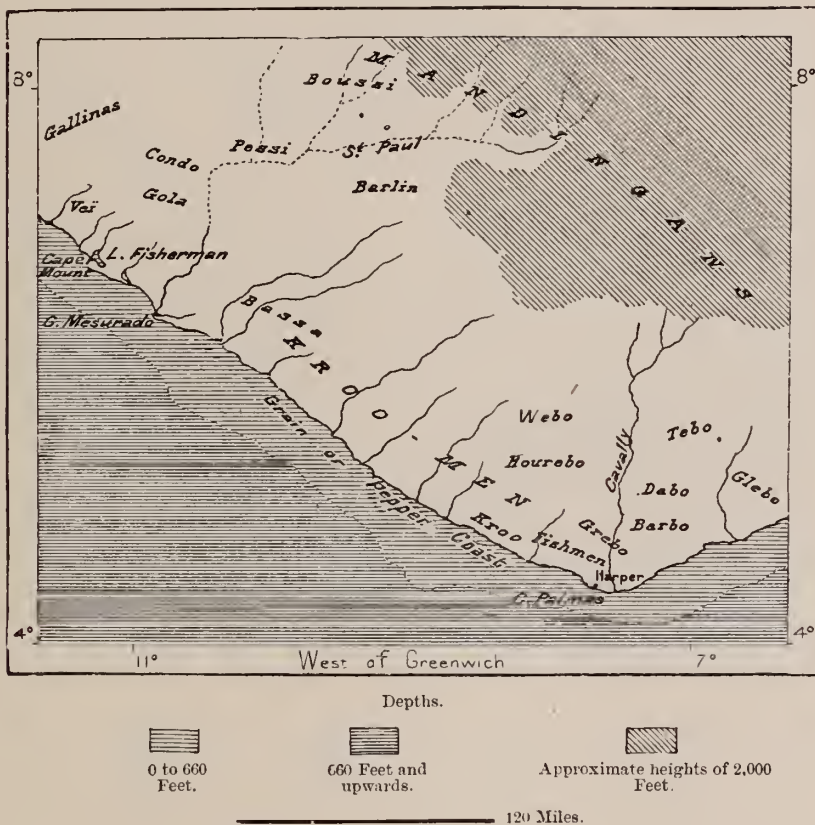 8°
8°
MANDINGANS
Boussi
Gallinas
Pessi
St. Paul
Condo
Barlin
Gola
Veï
L. Fisherman
Cape
Mount
C. Mesurado
Bassa
KROO-MEN
Grain or Pepper Coast
Webo
Tebo
Hourebo
Cavally
Glebo
Dabo
Barbo
Grebo
Kroo
Fishmen
Harper
C. Palmas
4°
4°
11°
West of Greenwich
7°
Depths.
0 to 660
Feet.
660 Feet and
upwards.
Approximate heights of 2,000
Feet.
120 Miles.